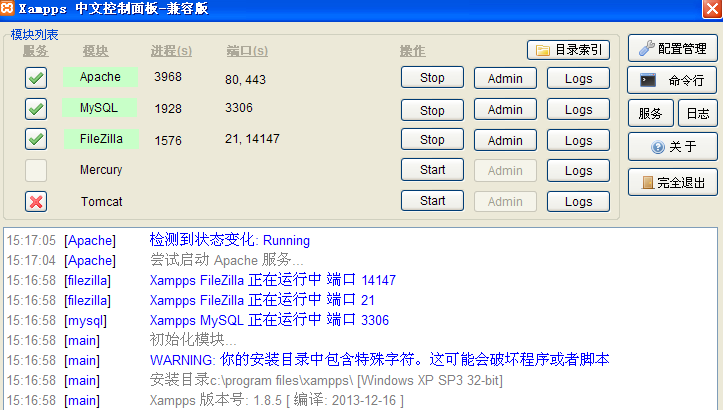 Xampps 中文控制面板-兼容版
模块列表
服务 模块 进程(s) 端口(s) 操作 目录索引 配置管理
Apache 3968 80, 443 Stop Admin Logs 命令行
MySQL 1928 3306 Stop Admin Logs 服务 日志
FileZilla 1576 21, 14147 Stop Admin Logs 关于
Mercury Start Admin Logs 完全退出
Tomcat Start Admin Logs
15:17:05 [Apache] 检测到状态变化: Running
15:17:04 [Apache] 尝试启动 Apache 服务...
15:16:58 [filezilla] Xampps FileZilla 正在运行中 端口 14147
15:16:58 [filezilla] Xampps FileZilla 正在运行中 端口 21
15:16:58 [mysql] Xampps MySQL 正在运行中 端口 3306
15:16:58 [main] 初始化模块...
15:16:58 [main] WARNING: 你的安装目录中包含特殊字符。这可能会破坏程序或者脚本
15:16:58 [main] 安装目录c:\program files\xampps\ [Windows XP SP3 32-bit]
15:16:58 [main] Xampps 版本号: 1.8.5 [ 编译: 2013-12-16 ]